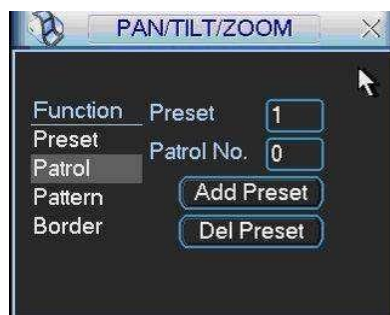 PAN/TILT/ZOOM
Function
Preset
Patrol
Pattern
Border
Preset 1
Patrol No. 0
Add Preset
Del Preset